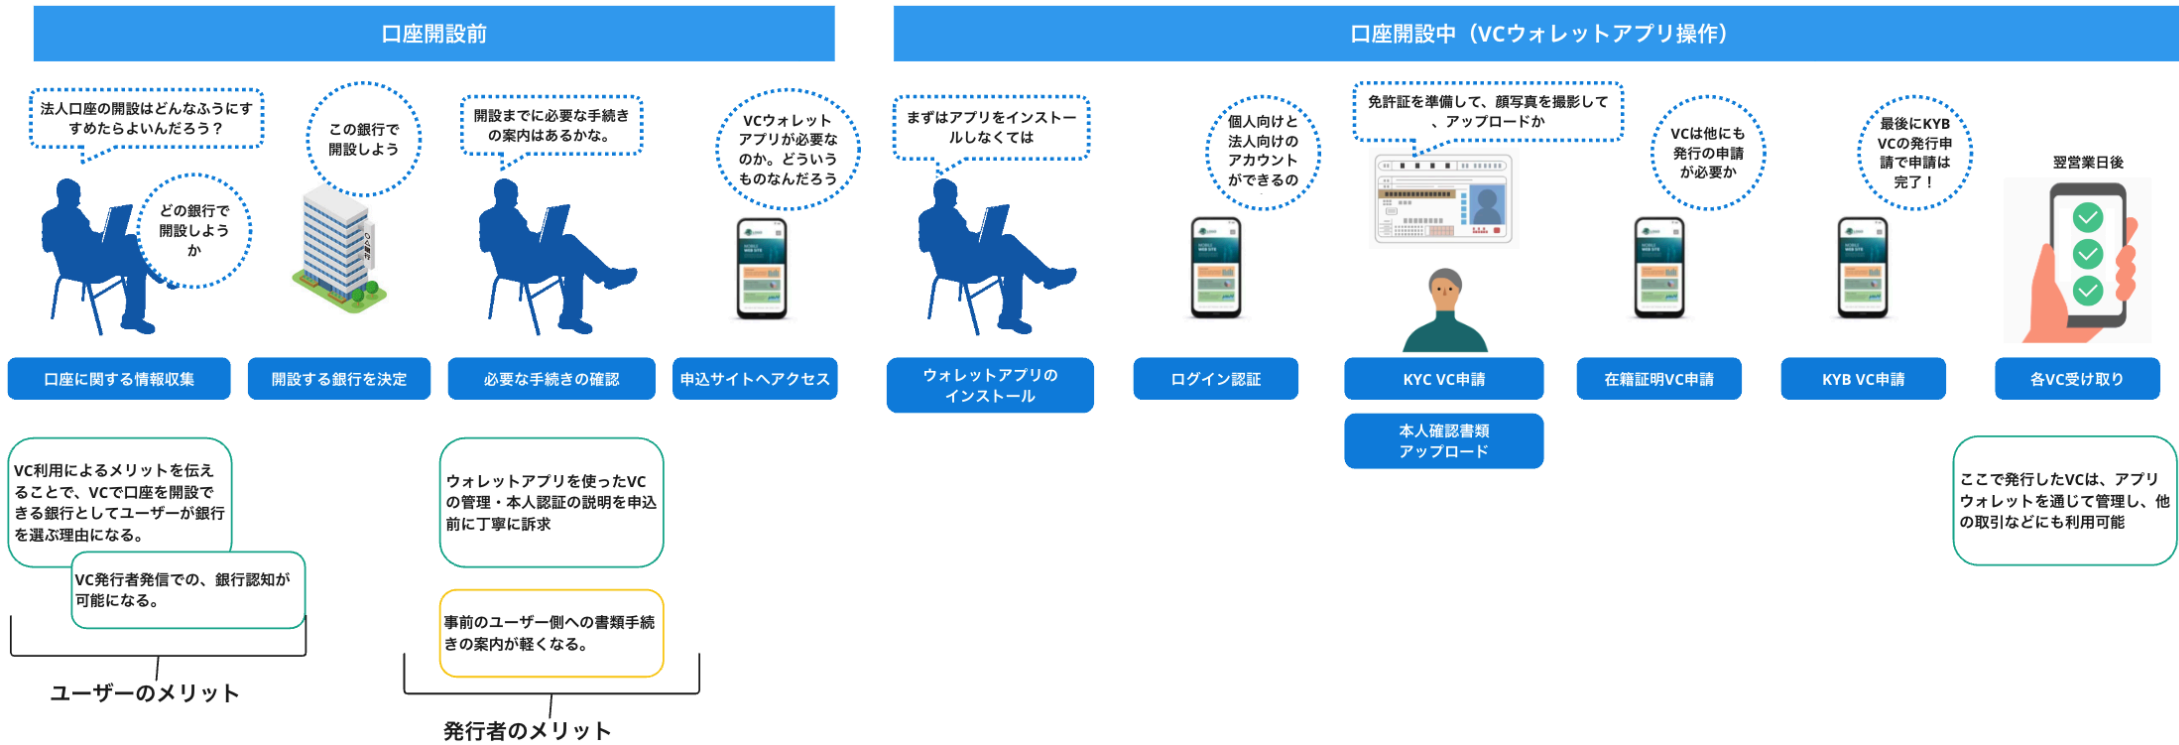 口座開設前
口座開設中（VCウォレットアプリ操作）
法人口座の開設はどんなふうにす
すめたらよいんだろう？
どの銀行で
開設しよう
か
この銀行で
開設しよう
開設までに必要な手続き
の案内はあるかな。
VCウォレット
アプリが必要な
のか。どういう
ものなんだろう
まずはアプリをインストー
ルしなくては
個人向けと
法人向けの
アカウント
ができるの
免許証を準備して、顔写真を撮影して
、アップロードか
VCは他にも
発行の申請
が必要か
最後にKYB
VCの発行申
請で申請は
完了！
翌営業日後
口座に関する情報収集
開設する銀行を決定
必要な手続きの確認
申込サイトへアクセス
ウォレットアプリの
インストール
ログイン認証
KYC VC申請
本人確認書類
アップロード
在籍証明VC申請
KYB VC申請
各VC受け取り
VC利用によるメリットを伝え
ることで、VCで口座を開設で
きる銀行としてユーザーが銀行
を選ぶ理由になる。
VC発行者発信での、銀行認知が
可能になる。
ユーザーのメリット
ウォレットアプリを使ったVC
の管理・本人認証の説明を申込
前に丁寧に訴求
事前のユーザー側への書類手続
きの案内が軽くなる。
発行者のメリット
ここで発行したVCは、アプリ
ウォレットを通じて管理し、他
の取引などにも利用可能